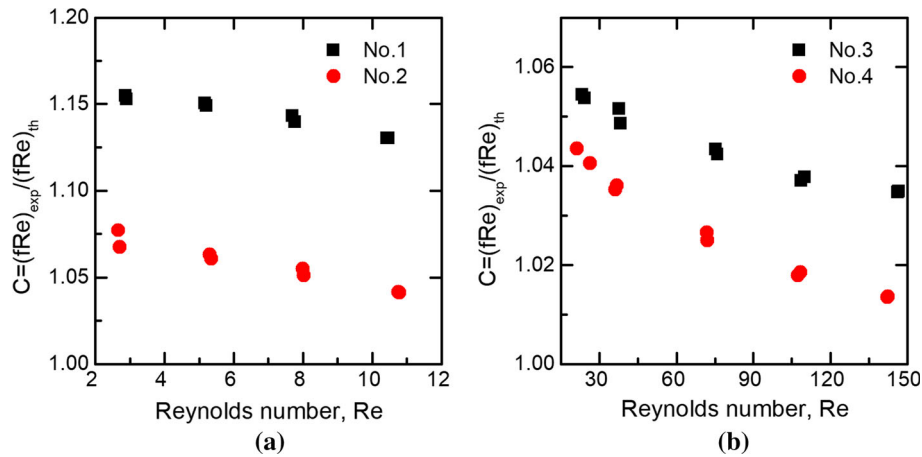 1.20
1.15
1.10
1.05
1.00
C=(fRe)exp/(fRe)th
No.1
No.2
2 4 6 8 10 12
Reynolds number, Re
(a)
1.06
1.04
1.02
1.00
C=(fRe)exp/(fRe)th
No.3
No.4
30 60 90 120 150
Reynolds number, Re
(b)